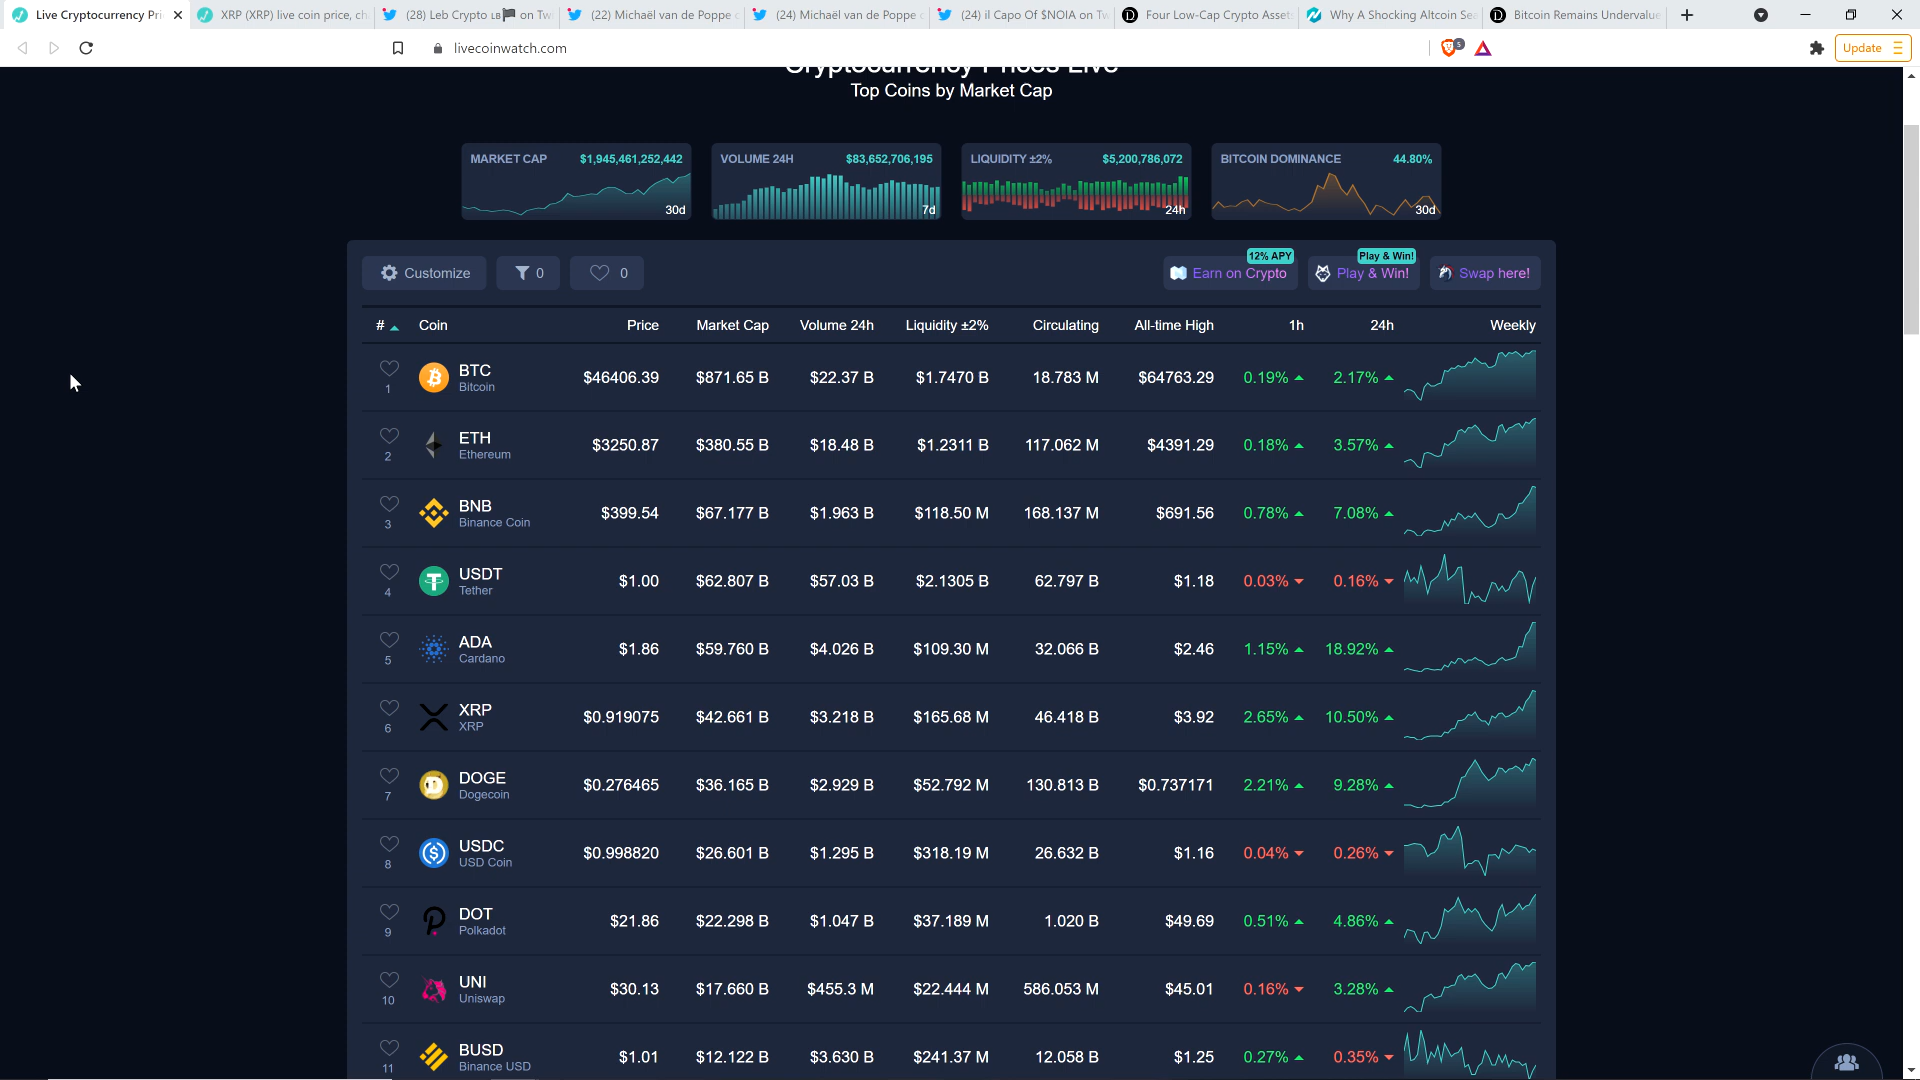 Live Cryptocurrency Pri
XRP (XRP) live coin price, ch
(28) Leb Crypto LB on Tw
(22) Michaël van de Poppe
(24) Michaël van de Poppe
(24) il Capo Of $NOIA on Tw
Four Low-Cap Crypto Assets
Why A Shocking Altcoin Sea
Bitcoin Remains Undervalue
livecoinwatch.com
5
Update
Cryptocurrency Prices Live
Top Coins by Market Cap
MARKET CAP $1,945,461,252,442
30d
VOLUME 24H $83,652,706,195
7d
LIQUIDITY ±2% $5,200,786,072
24h
BITCOIN DOMINANCE 44.80%
30d
Customize
0
0
12% APY
Earn on Crypto
Play & Win!
Play & Win!
Swap here!
# Coin Price Market Cap Volume 24h Liquidity ±2% Circulating All-time High 1h 24h Weekly
1 BTC Bitcoin $46406.39 $871.65 B $22.37 B $1.7470 B 18.783 M $64763.29 0.19% 2.17%
2 ETH Ethereum $3250.87 $380.55 B $18.48 B $1.2311 B 117.062 M $4391.29 0.18% 3.57%
3 BNB Binance Coin $399.54 $67.177 B $1.963 B $118.50 M 168.137 M $691.56 0.78% 7.08%
4 USDT Tether $1.00 $62.807 B $57.03 B $2.1305 B 62.797 B $1.18 0.03% 0.16%
5 ADA Cardano $1.86 $59.760 B $4.026 B $109.30 M 32.066 B $2.46 1.15% 18.92%
6 XRP XRP $0.919075 $42.661 B $3.218 B $165.68 M 46.418 B $3.92 2.65% 10.50%
7 DOGE Dogecoin $0.276465 $36.165 B $2.929 B $52.792 M 130.813 B $0.737171 2.21% 9.28%
8 USDC USD Coin $0.998820 $26.601 B $1.295 B $318.19 M 26.632 B $1.16 0.04% 0.26%
9 DOT Polkadot $21.86 $22.298 B $1.047 B $37.189 M 1.020 B $49.69 0.51% 4.86%
10 UNI Uniswap $30.13 $17.660 B $455.3 M $22.444 M 586.053 M $45.01 0.16% 3.28%
11 BUSD Binance USD $1.01 $12.122 B $3.630 B $241.37 M 12.058 B $1.25 0.27% 0.35%